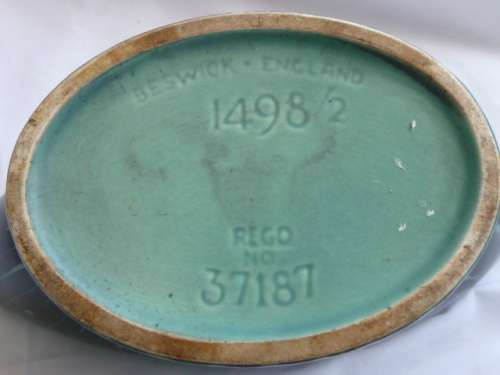 BESWICK • ENGLAND
1498/2
REGD
NO
37187